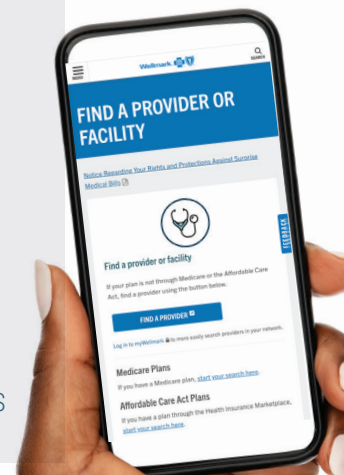 MENU
Wellmark
SEARCH
FIND A PROVIDER OR
FACILITY
Notice Regarding Your Rights and Protections Against Surprise
Medical Bills
FEEDBACK
Find a provider or facility
If your plan is not through Medicare or the Affordable Care
Act, find a provider using the button below.
FIND A PROVIDER
Log in to myWellmark to more easily search providers in your network.
Medicare Plans
If you have a Medicare plan, start your search here.
Affordable Care Act Plans
If you have a plan through the Health Insurance Marketplace,
start your search here.
S